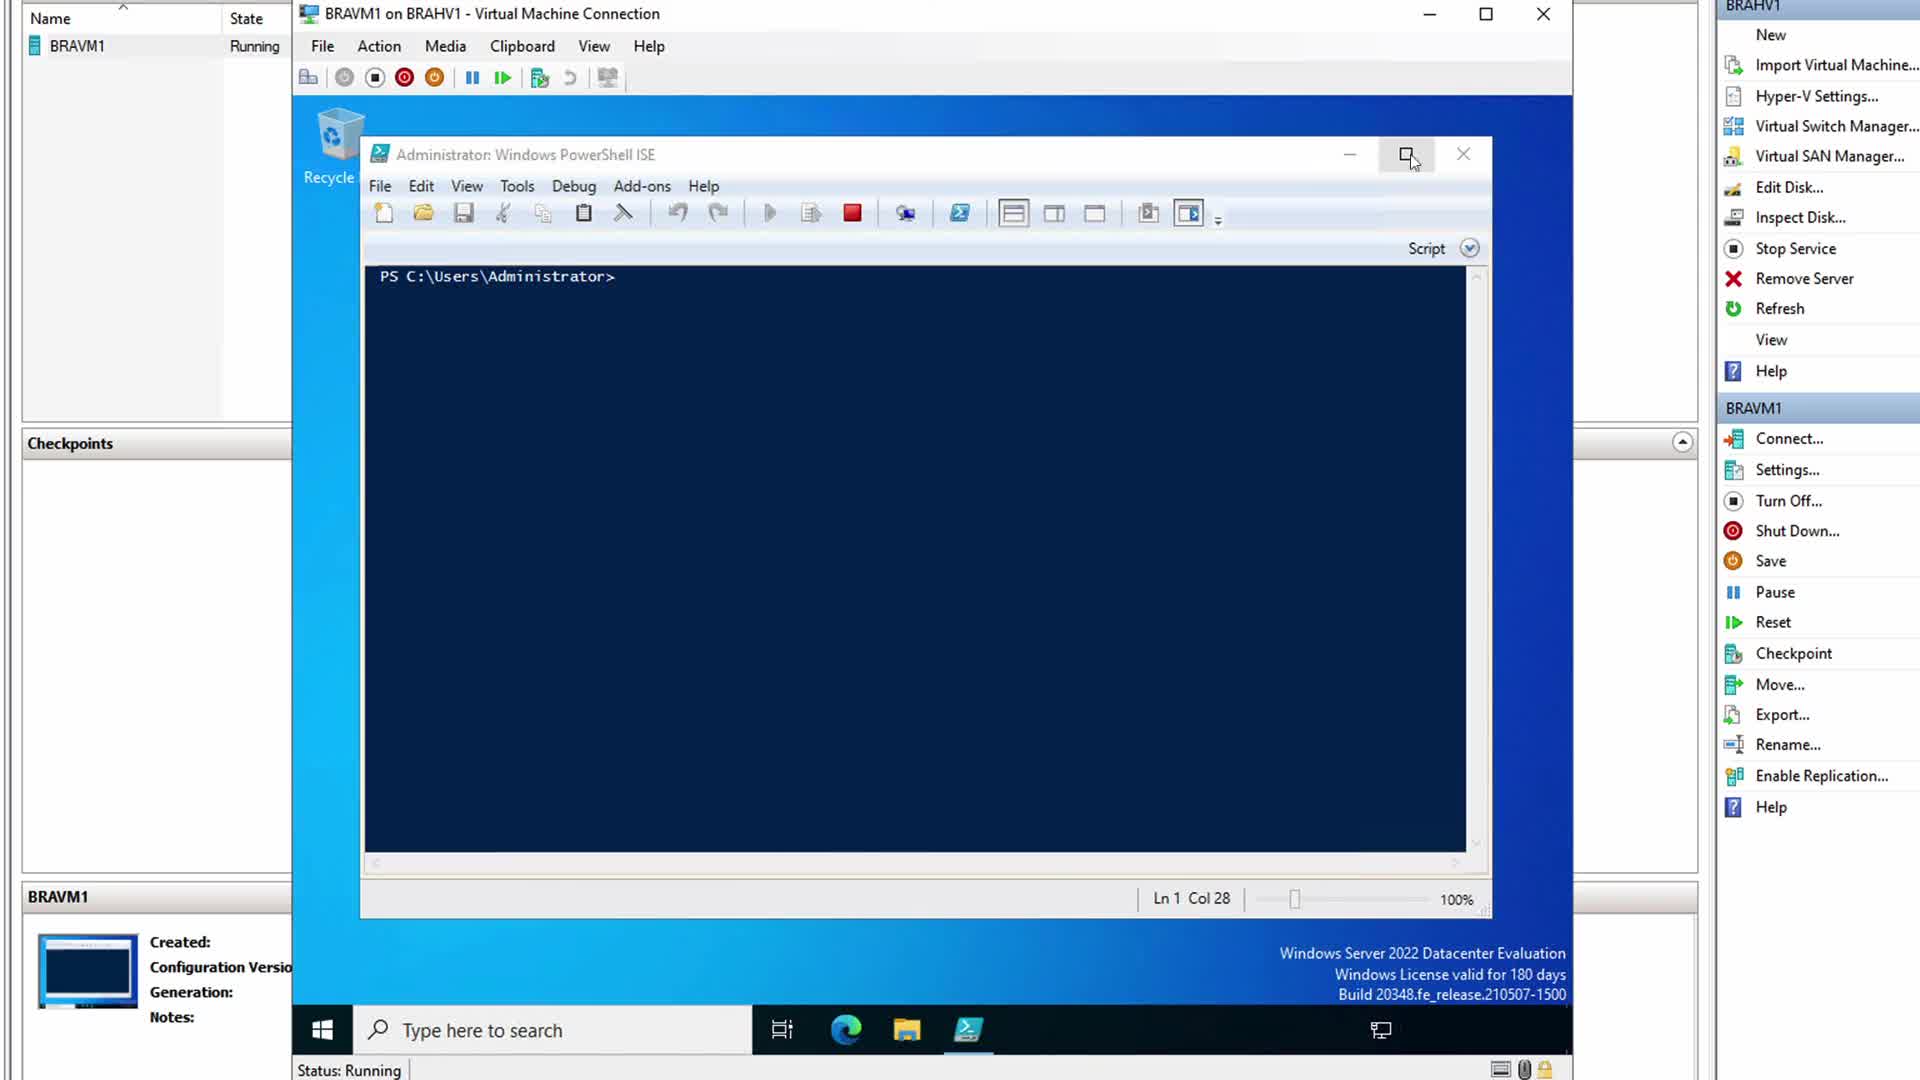 Name
State
BRAVM1
Running
Checkpoints
BRAVM1
Created:
Configuration Versio
Generation:
Notes:
BRAVM1 on BRAHV1 - Virtual Machine Connection
File Action Media Clipboard View Help
Recycle
Administrator: Windows PowerShell ISE
File Edit View Tools Debug Add-ons Help
Script
PS C:\Users\Administrator>
Ln 1 Col 28
100%
Windows Server 2022 Datacenter Evaluation
Windows License valid for 180 days
Build 20348.fe_release.210507-1500
Type here to search
Status: Running
BRAHV1
New
Import Virtual Machine...
Hyper-V Settings...
Virtual Switch Manager...
Virtual SAN Manager...
Edit Disk...
Inspect Disk...
Stop Service
Remove Server
Refresh
View
Help
BRAVM1
Connect...
Settings...
Turn Off...
Shut Down...
Save
Pause
Reset
Checkpoint
Move...
Export...
Rename...
Enable Replication...
Help